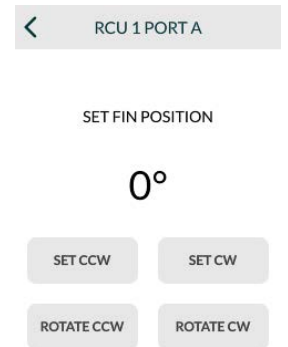 RCU 1 PORT A
SET FIN POSITION
0°
SET CCW SET CW
ROTATE CCW ROTATE CW